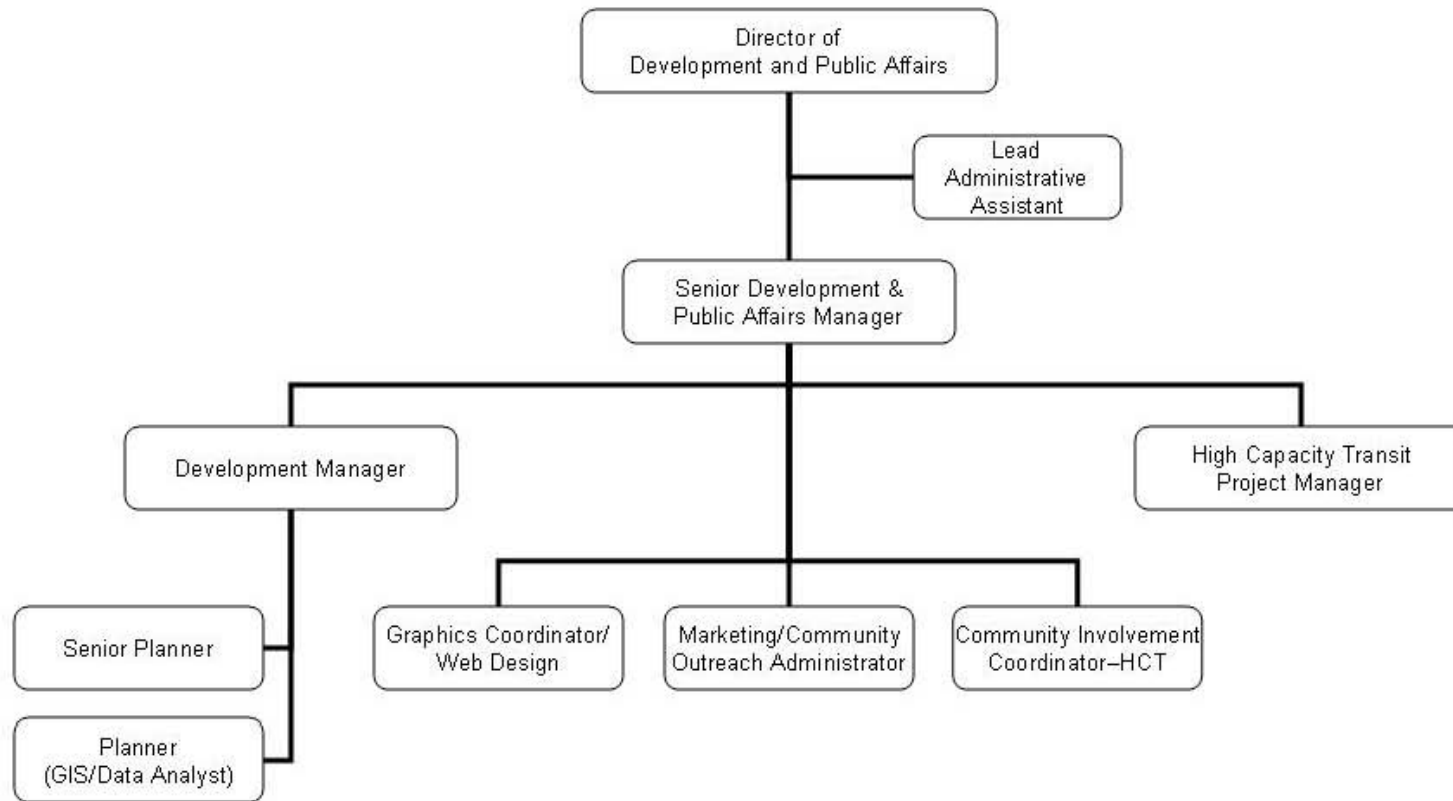 Director of
Development and Public Affairs
Lead
Administrative
Assistant
Senior Development &
Public Affairs Manager
Development Manager
High Capacity Transit
Project Manager
Senior Planner
Graphics Coordinator/
Web Design
Marketing/Community
Outreach Administrator
Community Involvement
Coordinator–HCT
Planner
(GIS/Data Analyst)